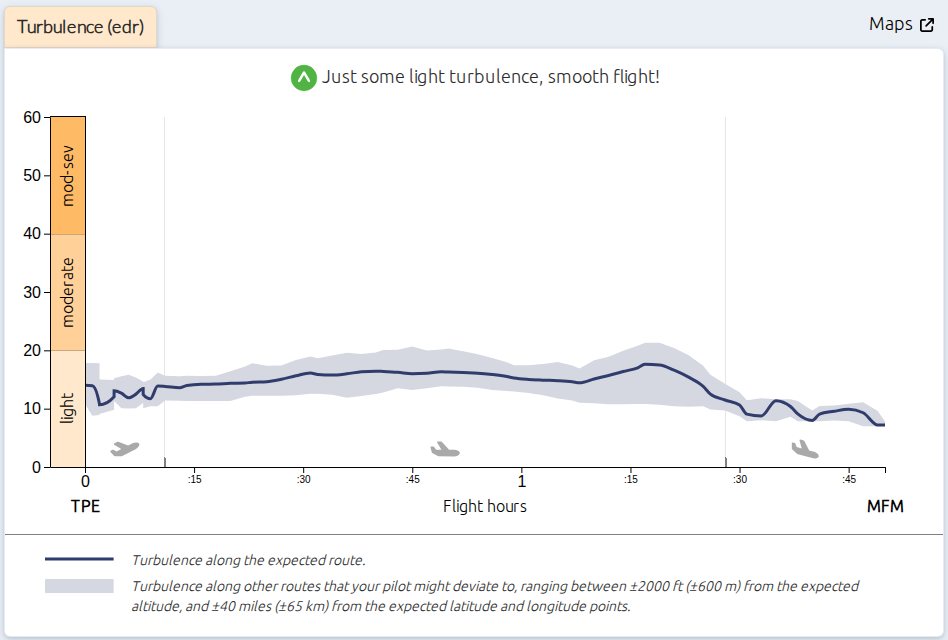 Turbulence (edr)
Maps
Just some light turbulence, smooth flight!
60
50
40
30
20
10
0
mod-sev
moderate
light
0
:15
:30
:45
1
:15
:30
:45
TPE
Flight hours
MFM
Turbulence along the expected route.
Turbulence along other routes that your pilot might deviate to, ranging between ±2000 ft (±600 m) from the expected
altitude, and ±40 miles (±65 km) from the expected latitude and longitude points.